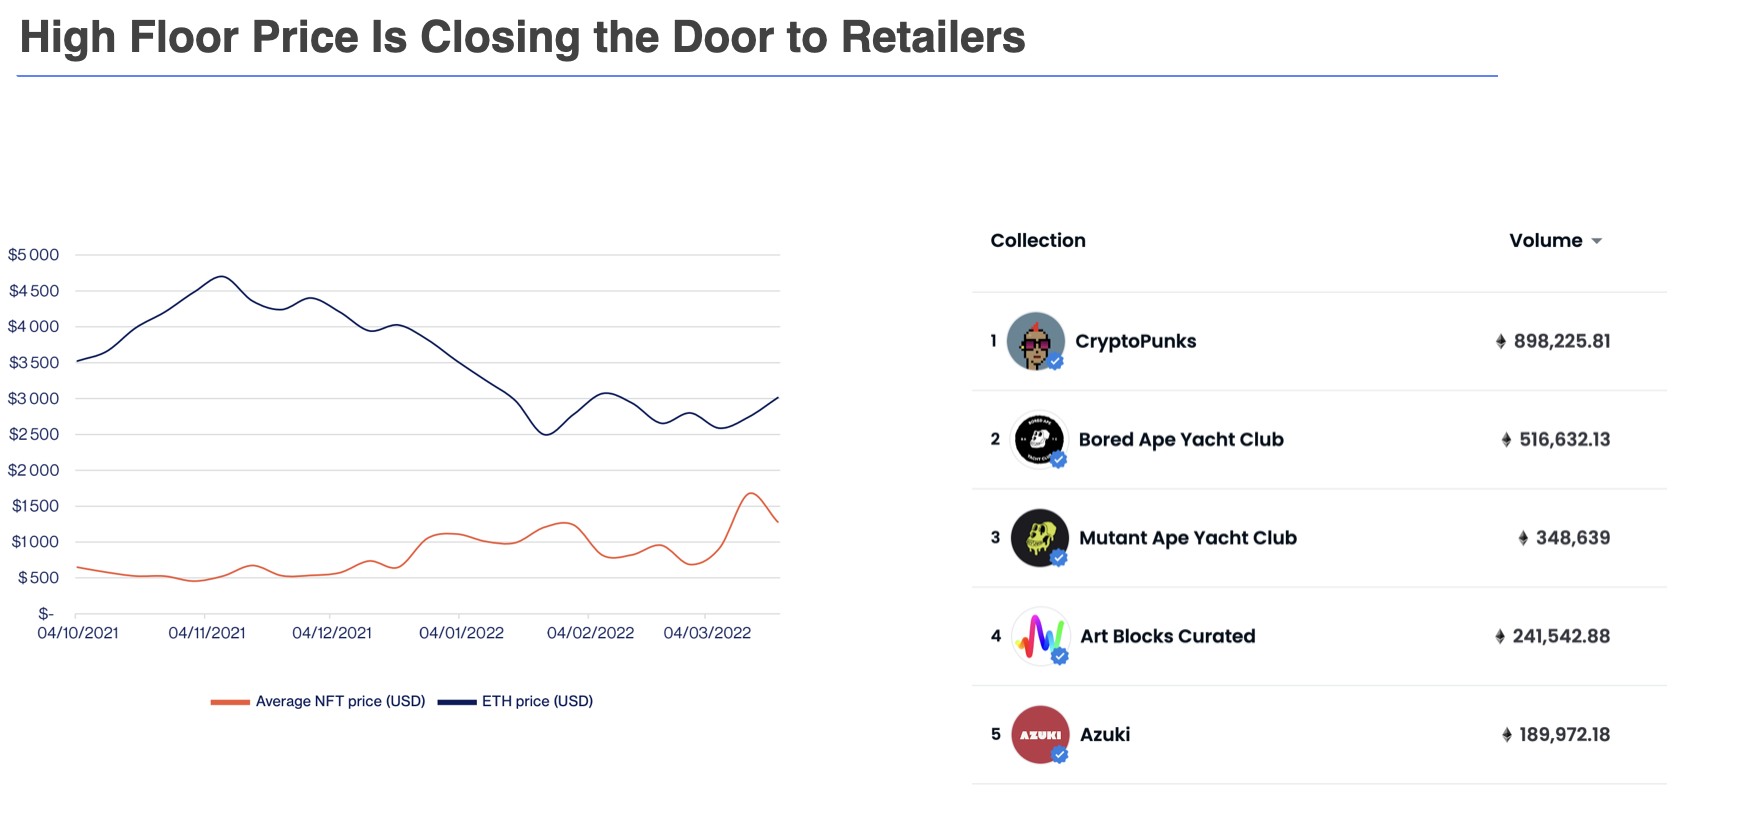 High Floor Price Is Closing the Door to Retailers
$5 000
$4 500
$4 000
$3 500
$3 000
$2 500
$2 000
$1 500
$1 000
$ 500
$-
04/10/2021 04/11/2021 04/12/2021 04/01/2022 04/02/2022 04/03/2022
Average NFT price (USD) ETH price (USD)
Collection Volume
1 CryptoPunks 898,225.81
BORED APE
YACHT CLUB
2 Bored Ape Yacht Club 516,632.13
3 Mutant Ape Yacht Club 348,639
4 Art Blocks Curated 241,542.88
AZUKI
5 Azuki 189,972.18